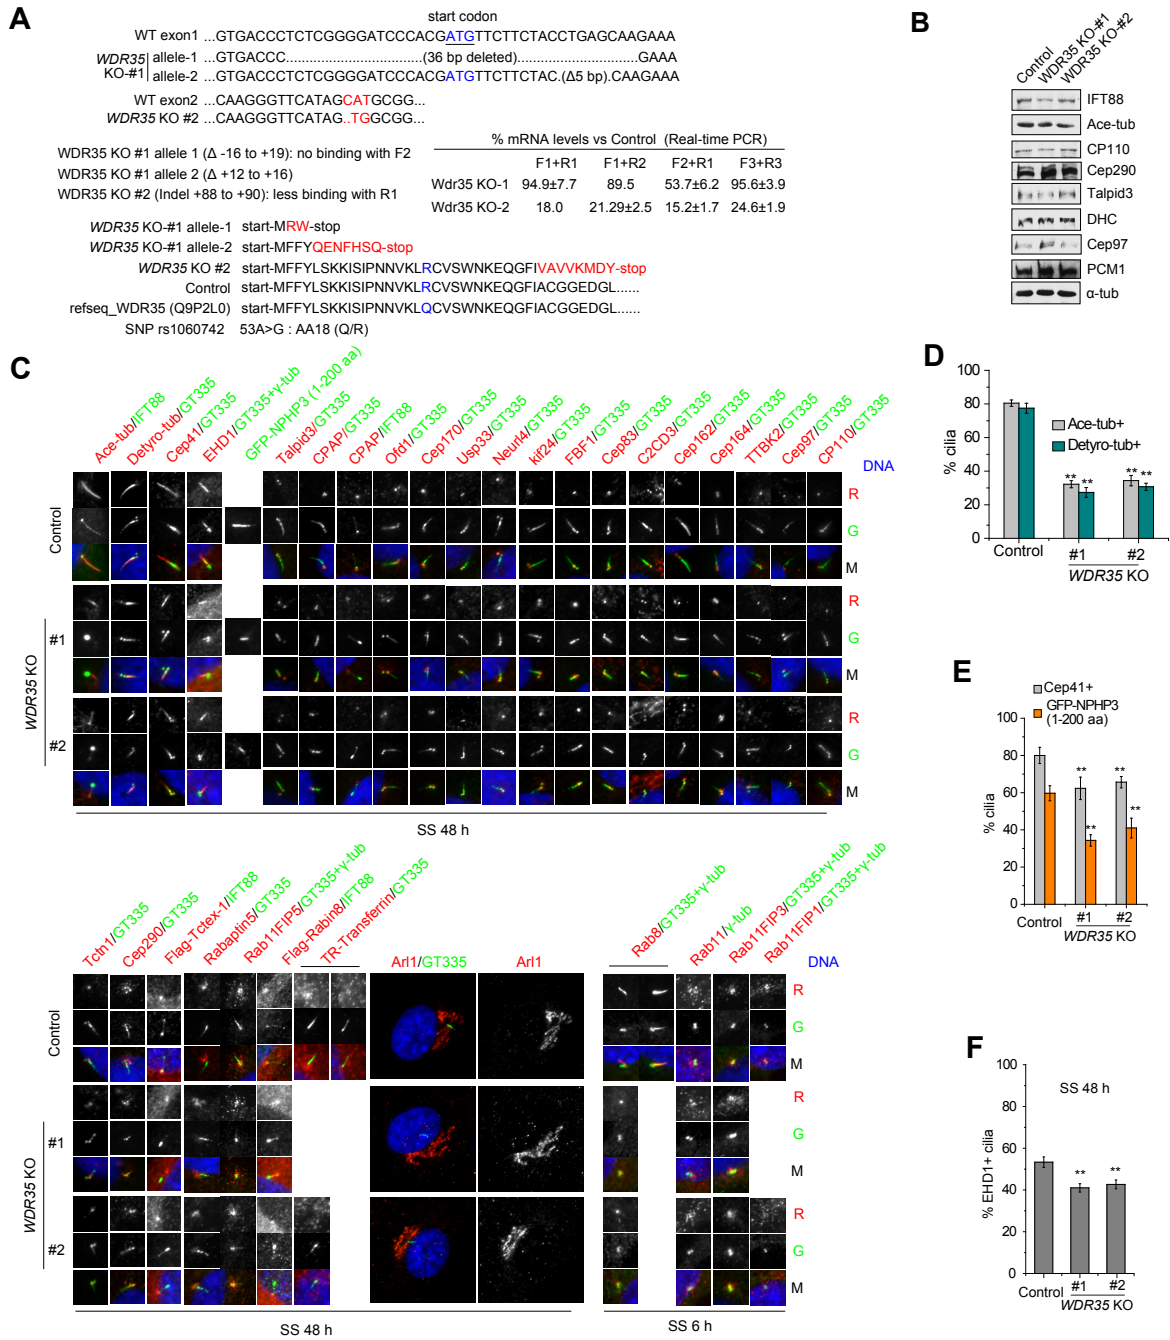 A
start codon
WT exon1 ...GTGACCCTCTCGGGGATCCCACGATGTTCTTCTACCTGAGCAAGAAA
WDR35 KO-#1
allele-1 ...GTGACCC..............................(36 bp deleted)...........................GAAA
allele-2 ...GTGACCCTCTCGGGGATCCCACGATGTTCTTCTAC.(Δ5 bp).CAAGAAA
WT exon2 ...CAAGGGTTCATAGCATGCGG...
WDR35 KO #2 ...CAAGGGTTCATAG..TGGCGG...
WDR35 KO #1 allele 1 (Δ -16 to +19): no binding with F2
WDR35 KO #1 allele 2 (Δ +12 to +16)
WDR35 KO #2 (Indel +88 to +90): less binding with R1
% mRNA levels vs Control (Real-time PCR)
F1+R1 F1+R2 F2+R1 F3+R3
Wdr35 KO-1 94.9±7.7 89.5 53.7±6.2 95.6±3.9
Wdr35 KO-2 18.0 21.29±2.5 15.2±1.7 24.6±1.9
WDR35 KO-#1 allele-1 start-MRW-stop
WDR35 KO-#1 allele-2 start-MFFYQENFHSQ-stop
WDR35 KO #2 start-MFFYLSKKISIPNNVKLRCVSWNKEQGFIVAVVKMDY-stop
Control start-MFFYLSKKISIPNNVKLRCVSWNKEQGFIACGGEDGL......
refseq_WDR35 (Q9P2L0) start-MFFYLSKKISIPNNVKLQCVSWNKEQGFIACGGEDGL......
SNP rs1060742 53A>G : AA18 (Q/R)
B
Control
WDR35 KO-#1
WDR35 KO-#2
IFT88
Ace-tub
CP110
Cep290
Talpid3
DHC
Cep97
PCM1
α-tub
C
Ace-tub/IFT88
Detyro-tub/GT335
Cep41/GT335
EHD1/GT335+γ-tub
GFP-NPHP3 (1-200 aa)
Talpid3/GT335
CPAP/GT335
CPAP/IFT88
Ofd1/GT335
Cep170/GT335
Usp33/GT335
Neurl4/GT335
kif24/GT335
FBF1/GT335
Cep83/GT335
C2CD3/GT335
Cep162/GT335
Cep164/GT335
TTBK2/GT335
Cep97/GT335
CP110/GT335
DNA
Control
R
G
M
WDR35 KO
#1
R
G
M
#2
R
G
M
SS 48 h
Tctn1/GT335
Cep290/GT335
Flag-Tctex-1/IFT88
Rabaptin5/GT335
Rab11FIP5/GT335+γ-tub
Flag-Rabin8/IFT88
TR-Transferrin/GT335
Arl1/GT335
Arl1
Rab8/GT335+γ-tub
Rab11/γ-tub
Rab11FIP3/GT335+γ-tub
Rab11FIP1/GT335+γ-tub
DNA
Control
R
G
M
WDR35 KO
#1
R
G
M
#2
R
G
M
SS 48 h
SS 6 h
D
% cilia
100
80
60
40
20
0
Ace-tub+
Detyro-tub+
** ** ** **
Control #1 #2
WDR35 KO
E
Cep41+
GFP-NPHP3
(1-200 aa)
% cilia
100
80
60
40
20
0
** ** ** **
Control #1 #2
WDR35 KO
F
SS 48 h
% EHD1+ cilia
100
80
60
40
20
0
** **
Control #1 #2
WDR35 KO